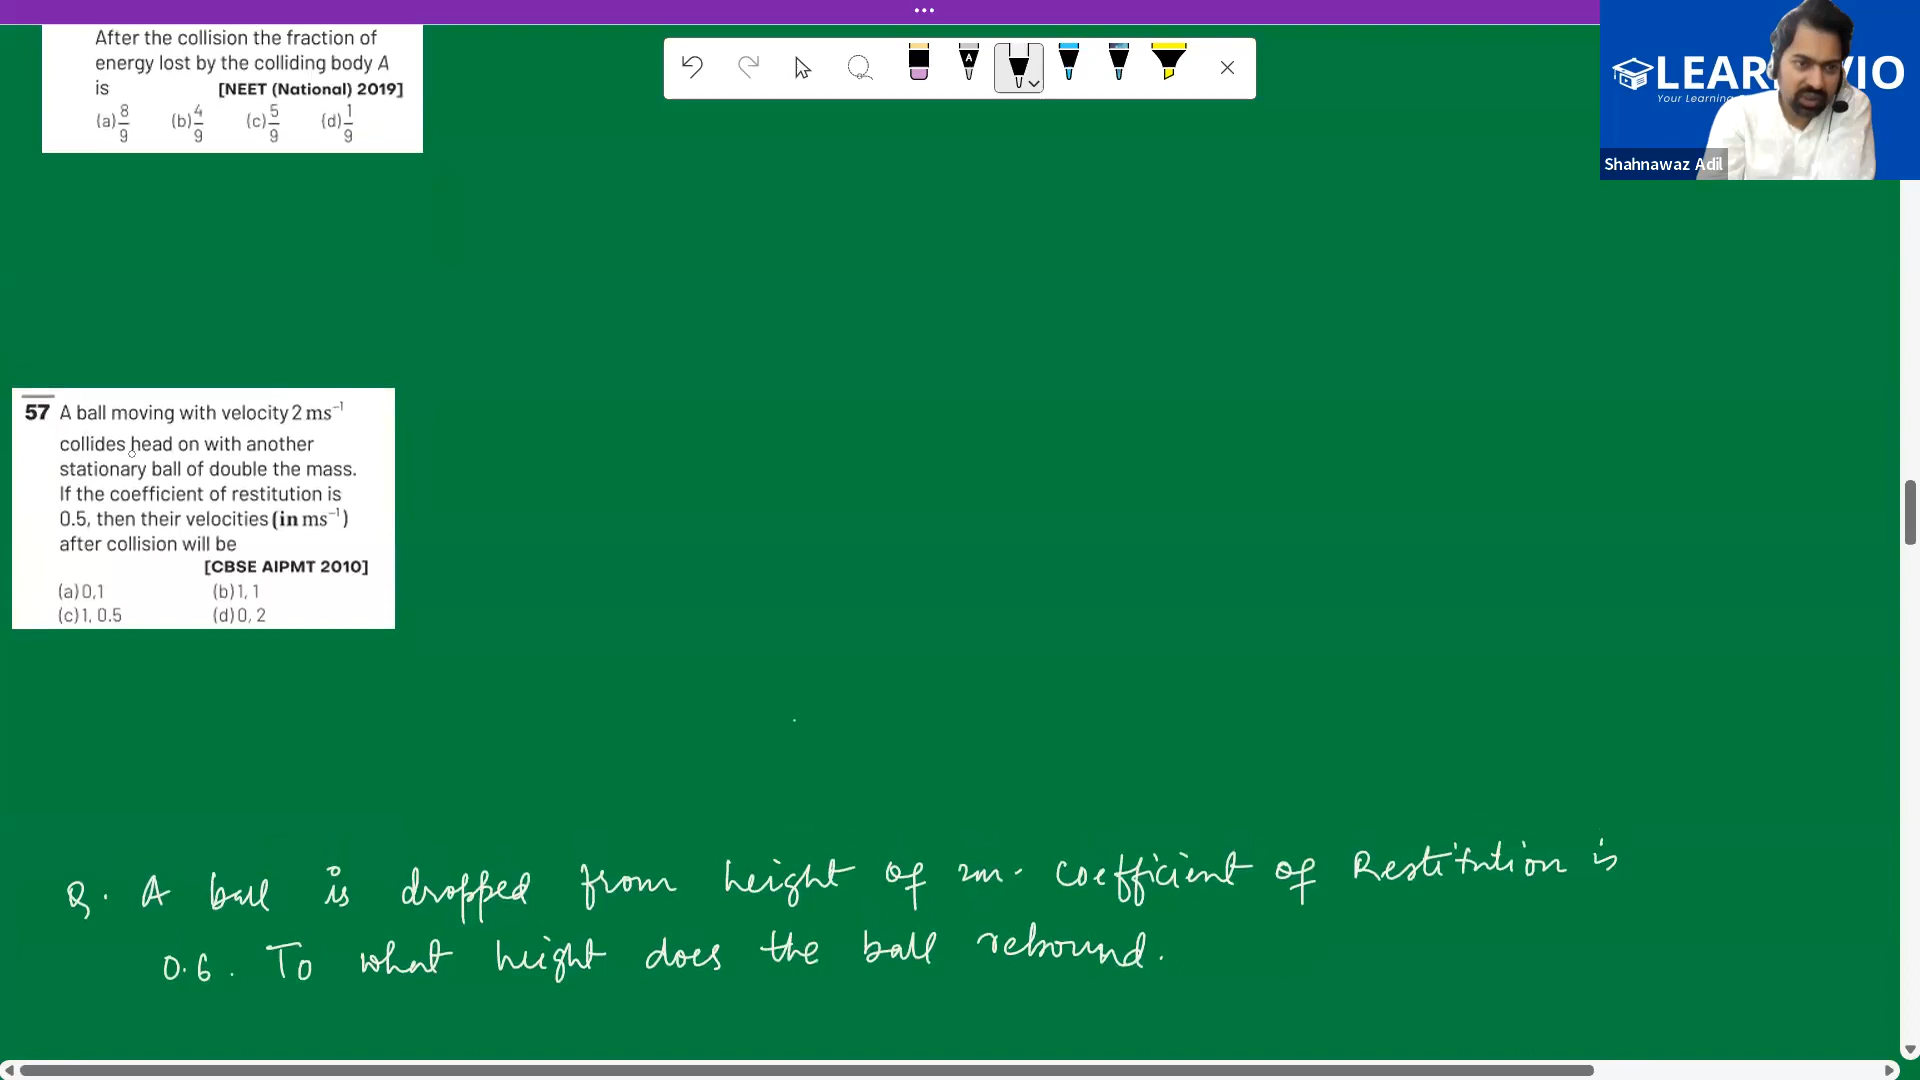 After the collision the fraction of
energy lost by the colliding body A
is [NEET (National) 2019]
(a) 8/9 (b) 4/9 (c) 5/9 (d) 1/9
Shahnawaz Adil
57 A ball moving with velocity 2 ms⁻¹
collides head on with another
stationary ball of double the mass.
If the coefficient of restitution is
0.5, then their velocities (in ms⁻¹)
after collision will be
[CBSE AIPMT 2010]
(a) 0,1 (b) 1, 1
(c) 1, 0.5 (d) 0, 2
Q. A ball is dropped from height of 2m. coefficient of Restitution is
0.6. To what height does the ball rebound.